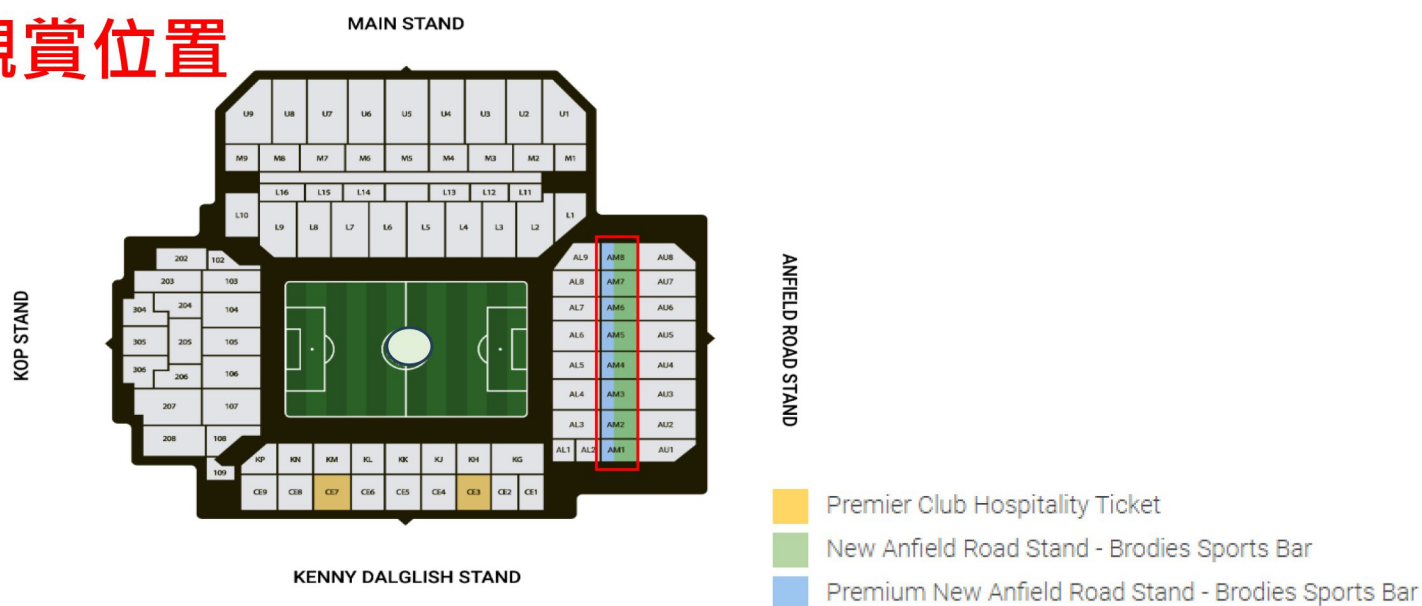 觀賞位置
MAIN STAND
U9 U8 U7 U6 U5 U4 U3 U2 U1
M9 M8 M7 M6 M5 M4 M3 M2 M1
L16 L15 L14 L13 L12 L11
L10 L1
L9 L8 L7 L6 L5 L4 L3 L2
KOP STAND
202 102
203 103
304 204 104
305 205 105
306 206 106
207 107
208 108
109
AL9 AM8 AU8
AL8 AM7 AU7
AL7 AM6 AU6
AL6 AM5 AU5
AL5 AM4 AU4
AL4 AM3 AU3
AL3 AM2 AU2
AL1 AL2 AM1 AU1
ANFIELD ROAD STAND
KP KN KM KL KK KJ KH KG
CE9 CE8 CE7 CE6 CE5 CE4 CE3 CE2 CE1
KENNY DALGLISH STAND
Premier Club Hospitality Ticket
New Anfield Road Stand - Brodies Sports Bar
Premium New Anfield Road Stand - Brodies Sports Bar